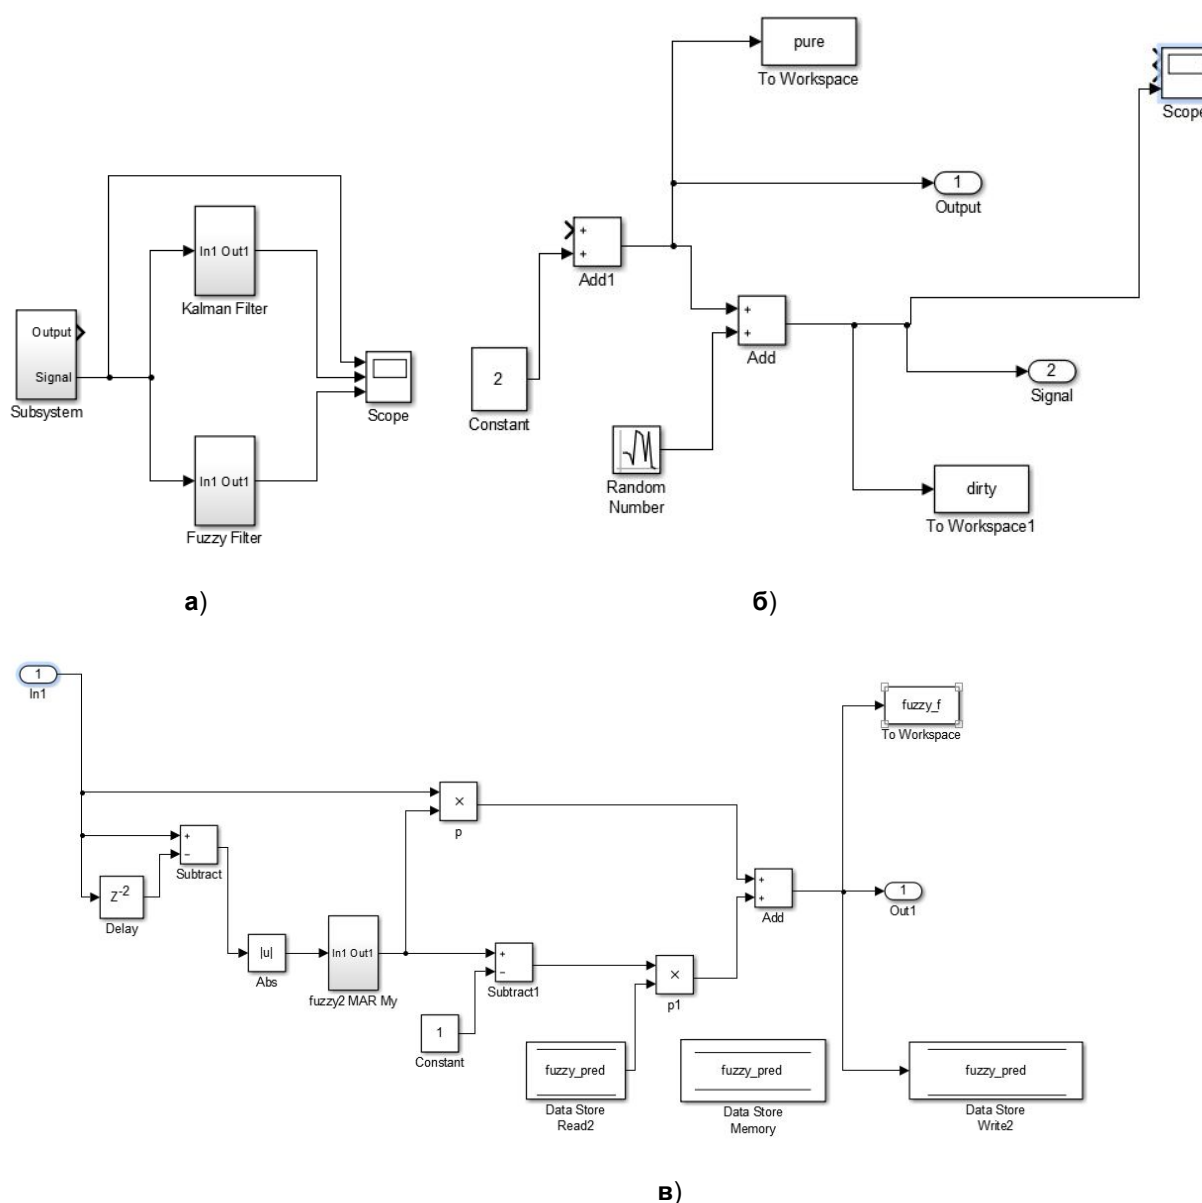 Output
Signal
Subsystem
In1 Out1
Kalman Filter
In1 Out1
Fuzzy Filter
Scope
а)
pure
To Workspace
1
Output
+
+
Add1
2
Constant
+
+
Add
Random
Number
2
Signal
dirty
To Workspace1
Scope
б)
1
In1
Z-2
Delay
+
−
Subtract
|u|
Abs
In1 Out1
fuzzy2 MAR My
×
p
+
−
Subtract1
1
Constant
×
p1
fuzzy_pred
Data Store
Read2
fuzzy_pred
Data Store
Memory
+
+
Add
fuzzy_f
To Workspace
1
Out1
fuzzy_pred
Data Store
Write2
в)